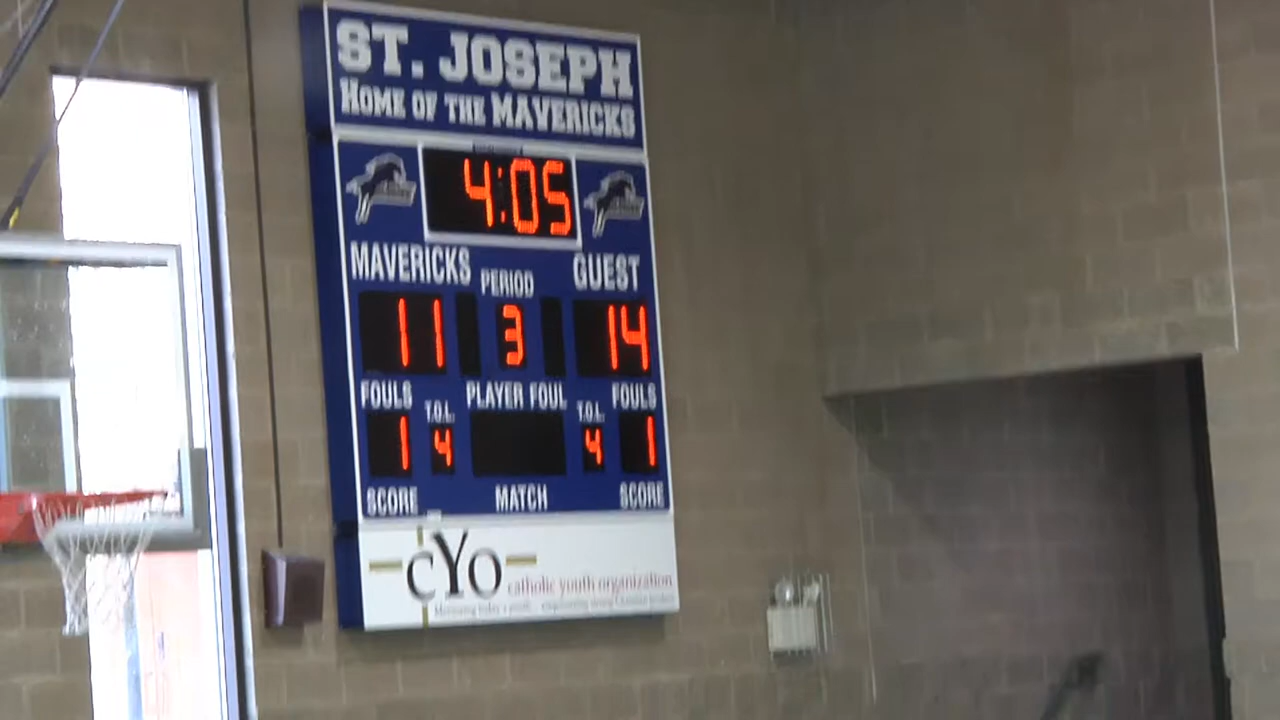 ST. JOSEPH
HOME OF THE MAVERICKS
4:05
MAVERICKS PERIOD GUEST
11 3 14
FOULS T.O.L. PLAYER FOUL T.O.L. FOULS
1 4 4 1
SCORE MATCH SCORE
CYO catholic youth organization